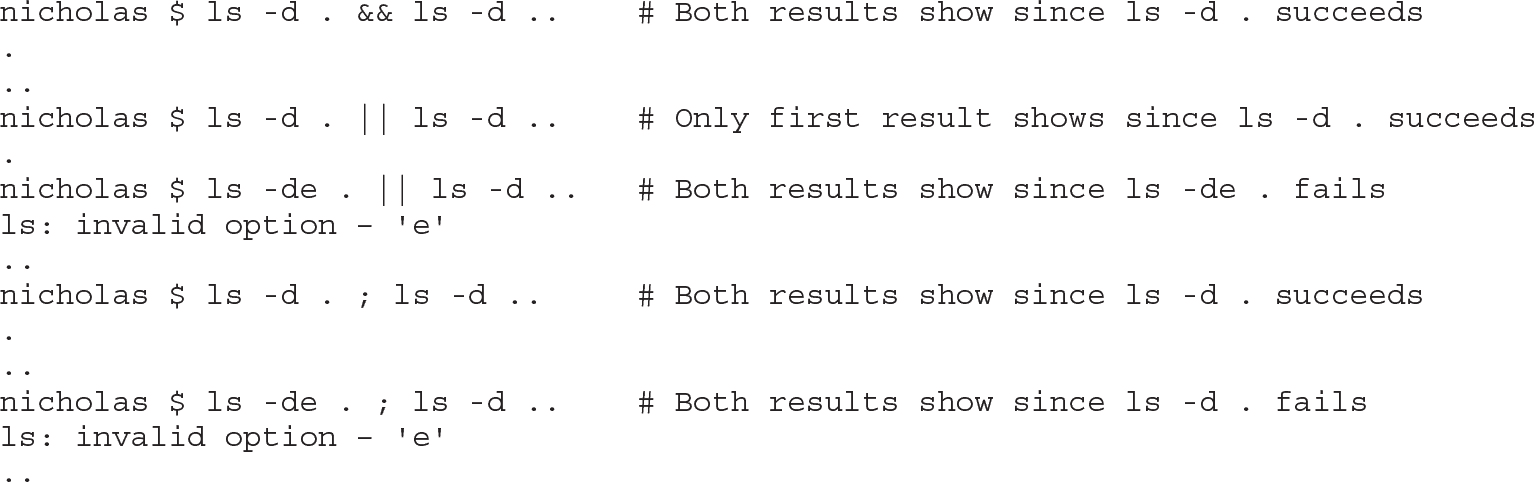 nicholas $ ls -d . && ls -d ..    # Both results show since ls -d . succeeds
.
..
nicholas $ ls -d . || ls -d ..    # Only first result shows since ls -d . succeeds
.
nicholas $ ls -de . || ls -d ..   # Both results show since ls -de . fails
ls: invalid option – 'e'
..
nicholas $ ls -d . ; ls -d ..     # Both results show since ls -d . succeeds
.
..
nicholas $ ls -de . ; ls -d ..    # Both results show since ls -d . fails
ls: invalid option – 'e'
..